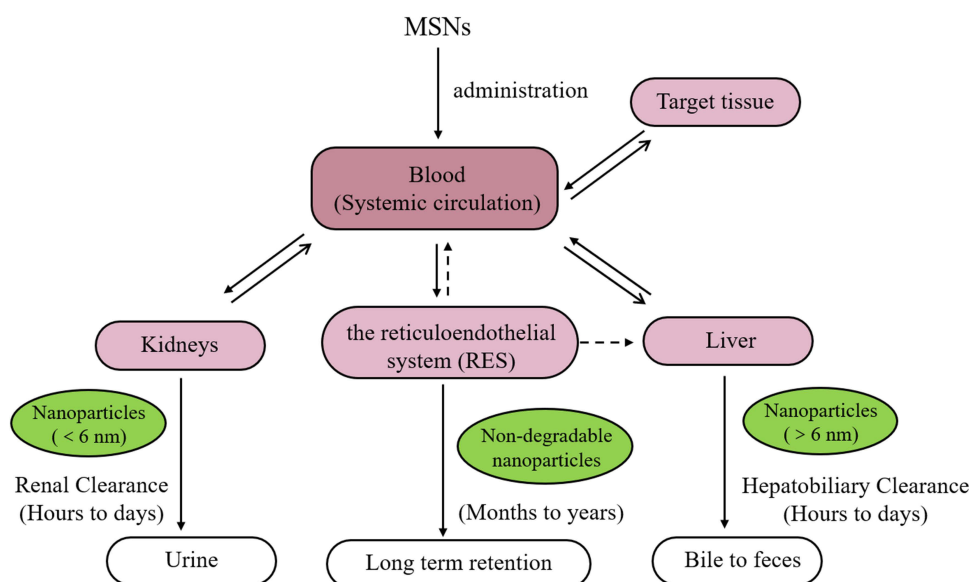 MSNs
administration
Target tissue
Blood
(Systemic circulation)
Kidneys
the reticuloendothelial
system (RES)
Liver
Nanoparticles
( < 6 nm)
Non-degradable
nanoparticles
Nanoparticles
( > 6 nm)
Renal Clearance
(Hours to days)
(Months to years)
Hepatobiliary Clearance
(Hours to days)
Urine
Long term retention
Bile to feces